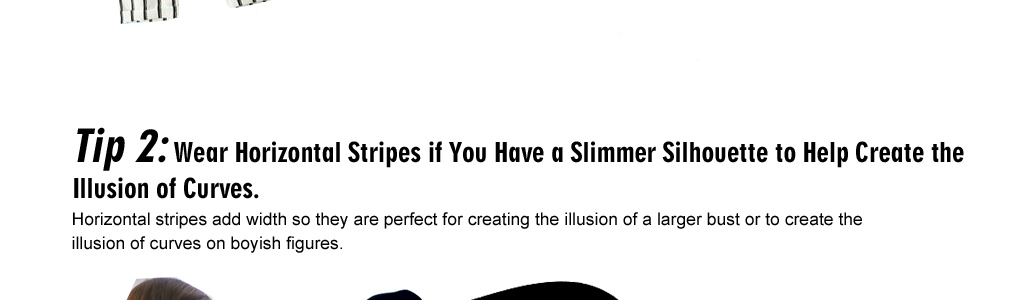 Tip 2: Wear Horizontal Stripes if You Have a Slimmer Silhouette to Help Create the
Illusion of Curves.
Horizontal stripes add width so they are perfect for creating the illusion of a larger bust or to create the
illusion of curves on boyish figures.